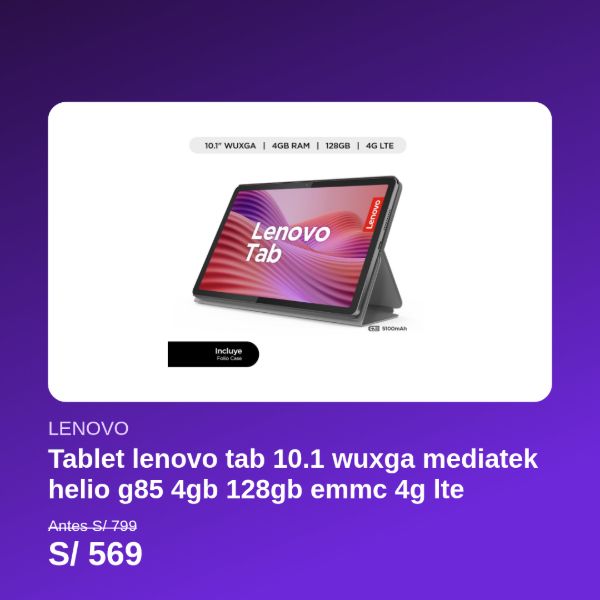 10.1" WUXGA | 4GB RAM | 128GB | 4G LTE
Lenovo
Lenovo
Tab
5100mAh
Incluye
Folio Case
LENOVO
Tablet lenovo tab 10.1 wuxga mediatek
helio g85 4gb 128gb emmc 4g lte
Antes S/ 799
S/ 569